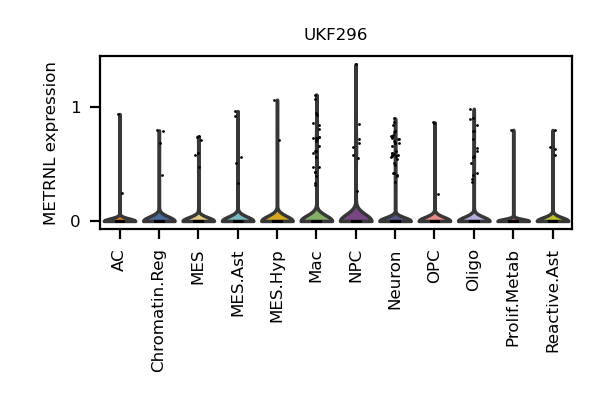 UKF296
METRNL expression
1
0
AC
Chromatin.Reg
MES
MES.Ast
MES.Hyp
Mac
NPC
Neuron
OPC
Oligo
Prolif.Metab
Reactive.Ast